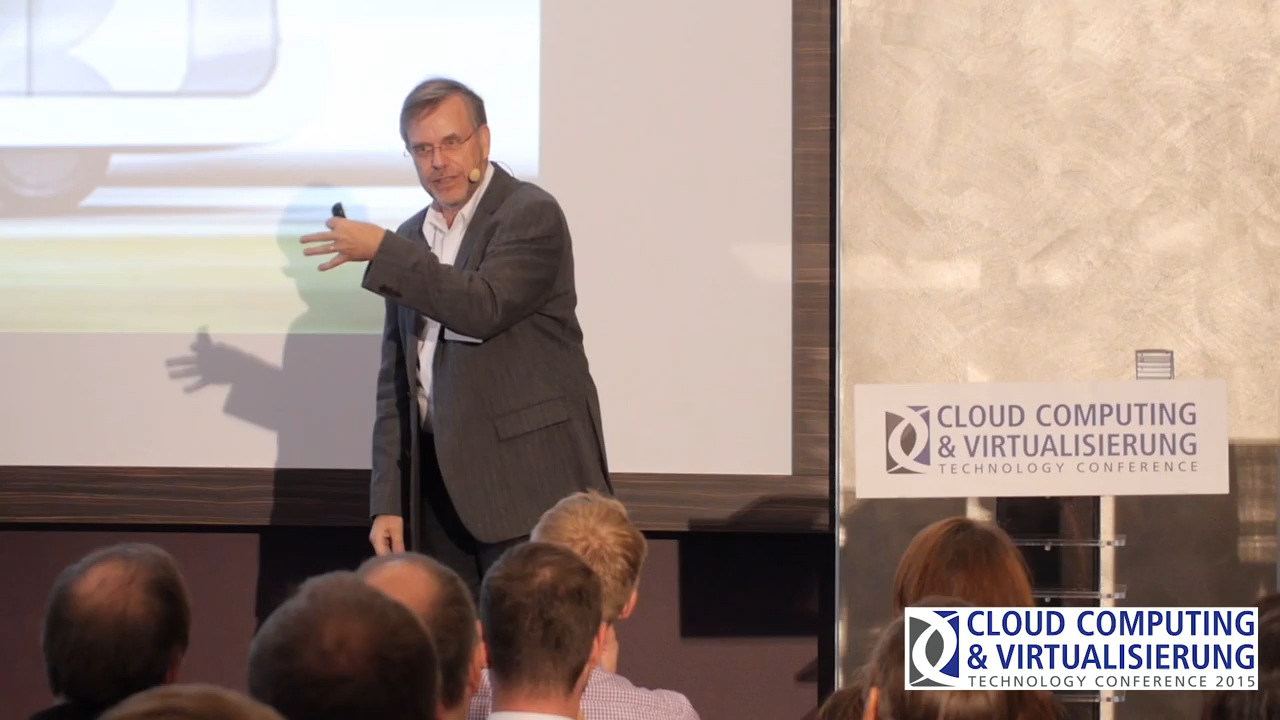 CLOUD COMPUTING
& VIRTUALISIERUNG
TECHNOLOGY CONFERENCE
CLOUD COMPUTING
& VIRTUALISIERUNG
TECHNOLOGY CONFERENCE 2015